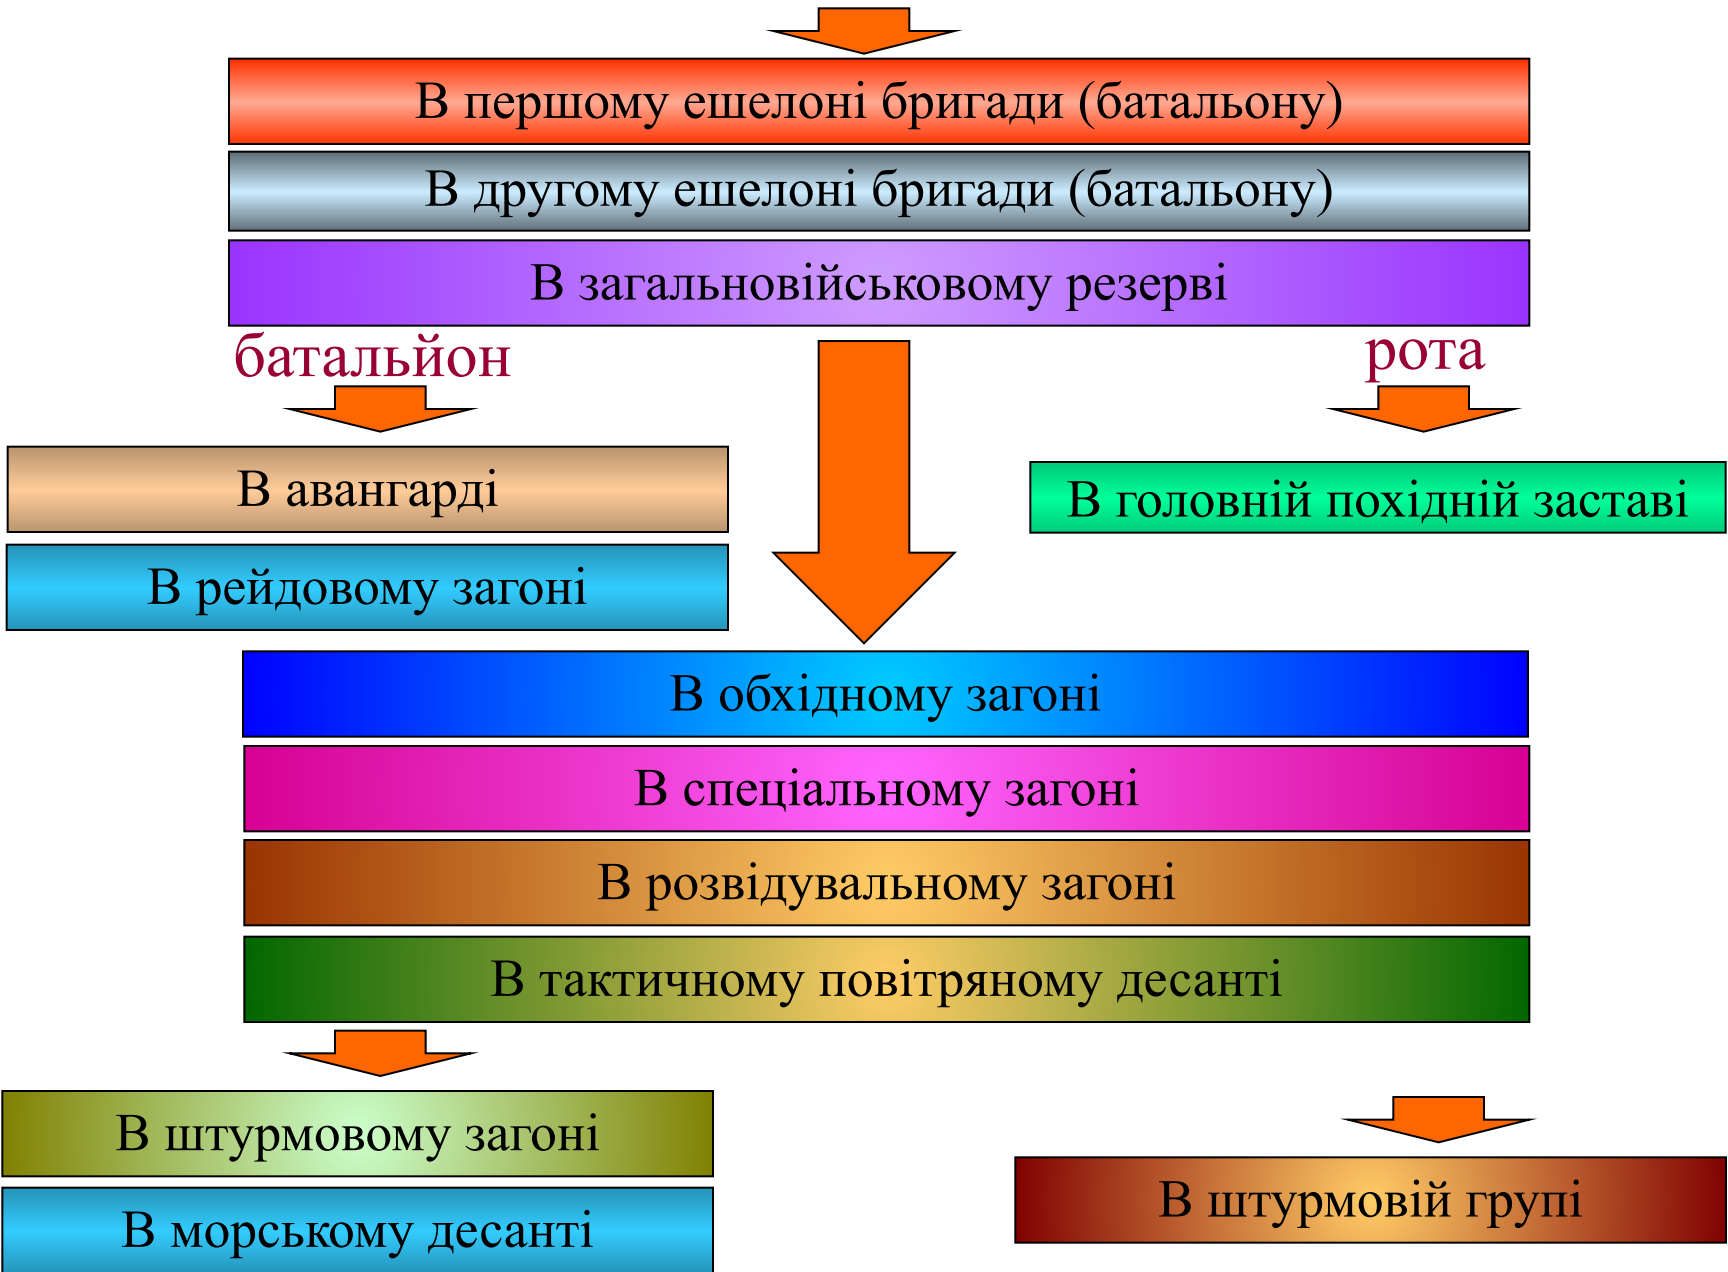 В першому ешелоні бригади (батальону)
В другому ешелоні бригади (батальону)
В загальновійськовому резерві
батальйон
рота
В авангарді
В головній похідній заставі
В рейдовому загоні
В обхідному загоні
В спеціальному загоні
В розвідувальному загоні
В тактичному повітряному десанті
В штурмовому загоні
В штурмовій групі
В морському десанті